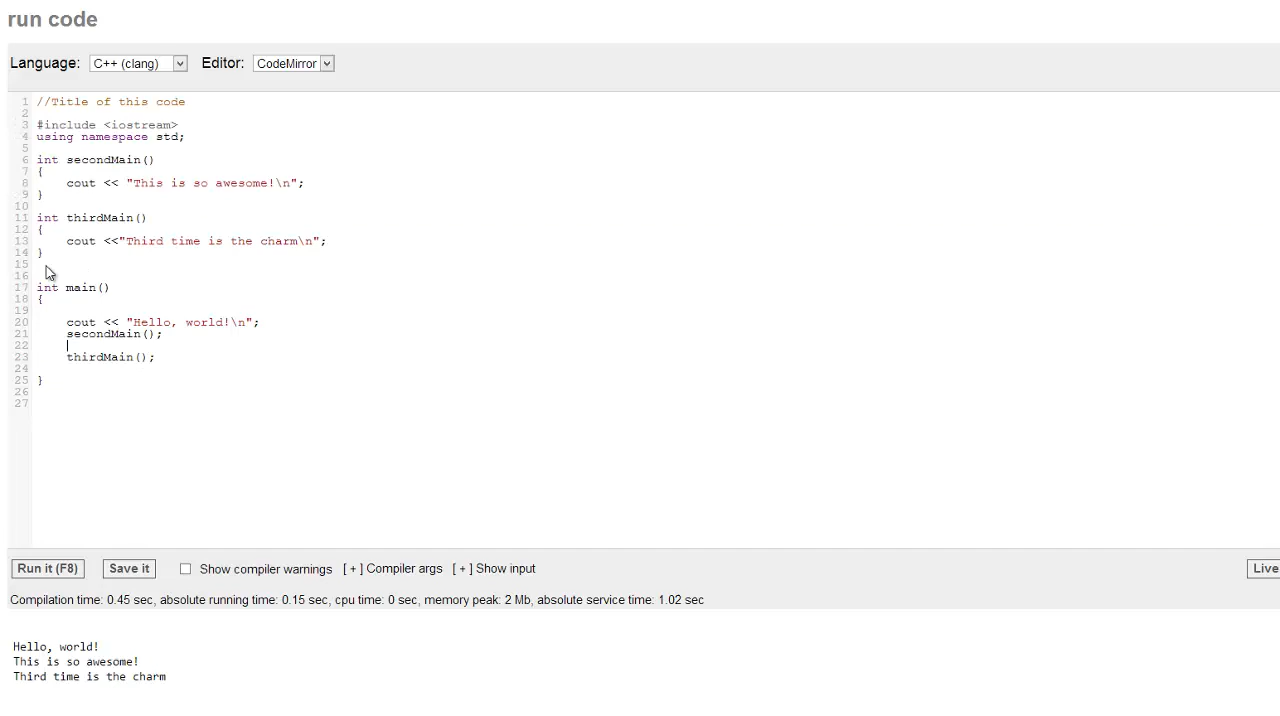 run code
Language: C++ (clang) Editor: CodeMirror
1 //Title of this code
2
3 #include <iostream>
4 using namespace std;
5
6 int secondMain()
7 {
8 cout << "This is so awesome!\n";
9 }
10
11 int thirdMain()
12 {
13 cout <<"Third time is the charm\n";
14 }
15
16
17 int main()
18 {
19
20 cout << "Hello, world!\n";
21 secondMain();
22
23 thirdMain();
24
25 }
26
27
Run it (F8) Save it Show compiler warnings [ + ] Compiler args [ + ] Show input Live
Compilation time: 0.45 sec, absolute running time: 0.15 sec, cpu time: 0 sec, memory peak: 2 Mb, absolute service time: 1.02 sec
Hello, world!
This is so awesome!
Third time is the charm